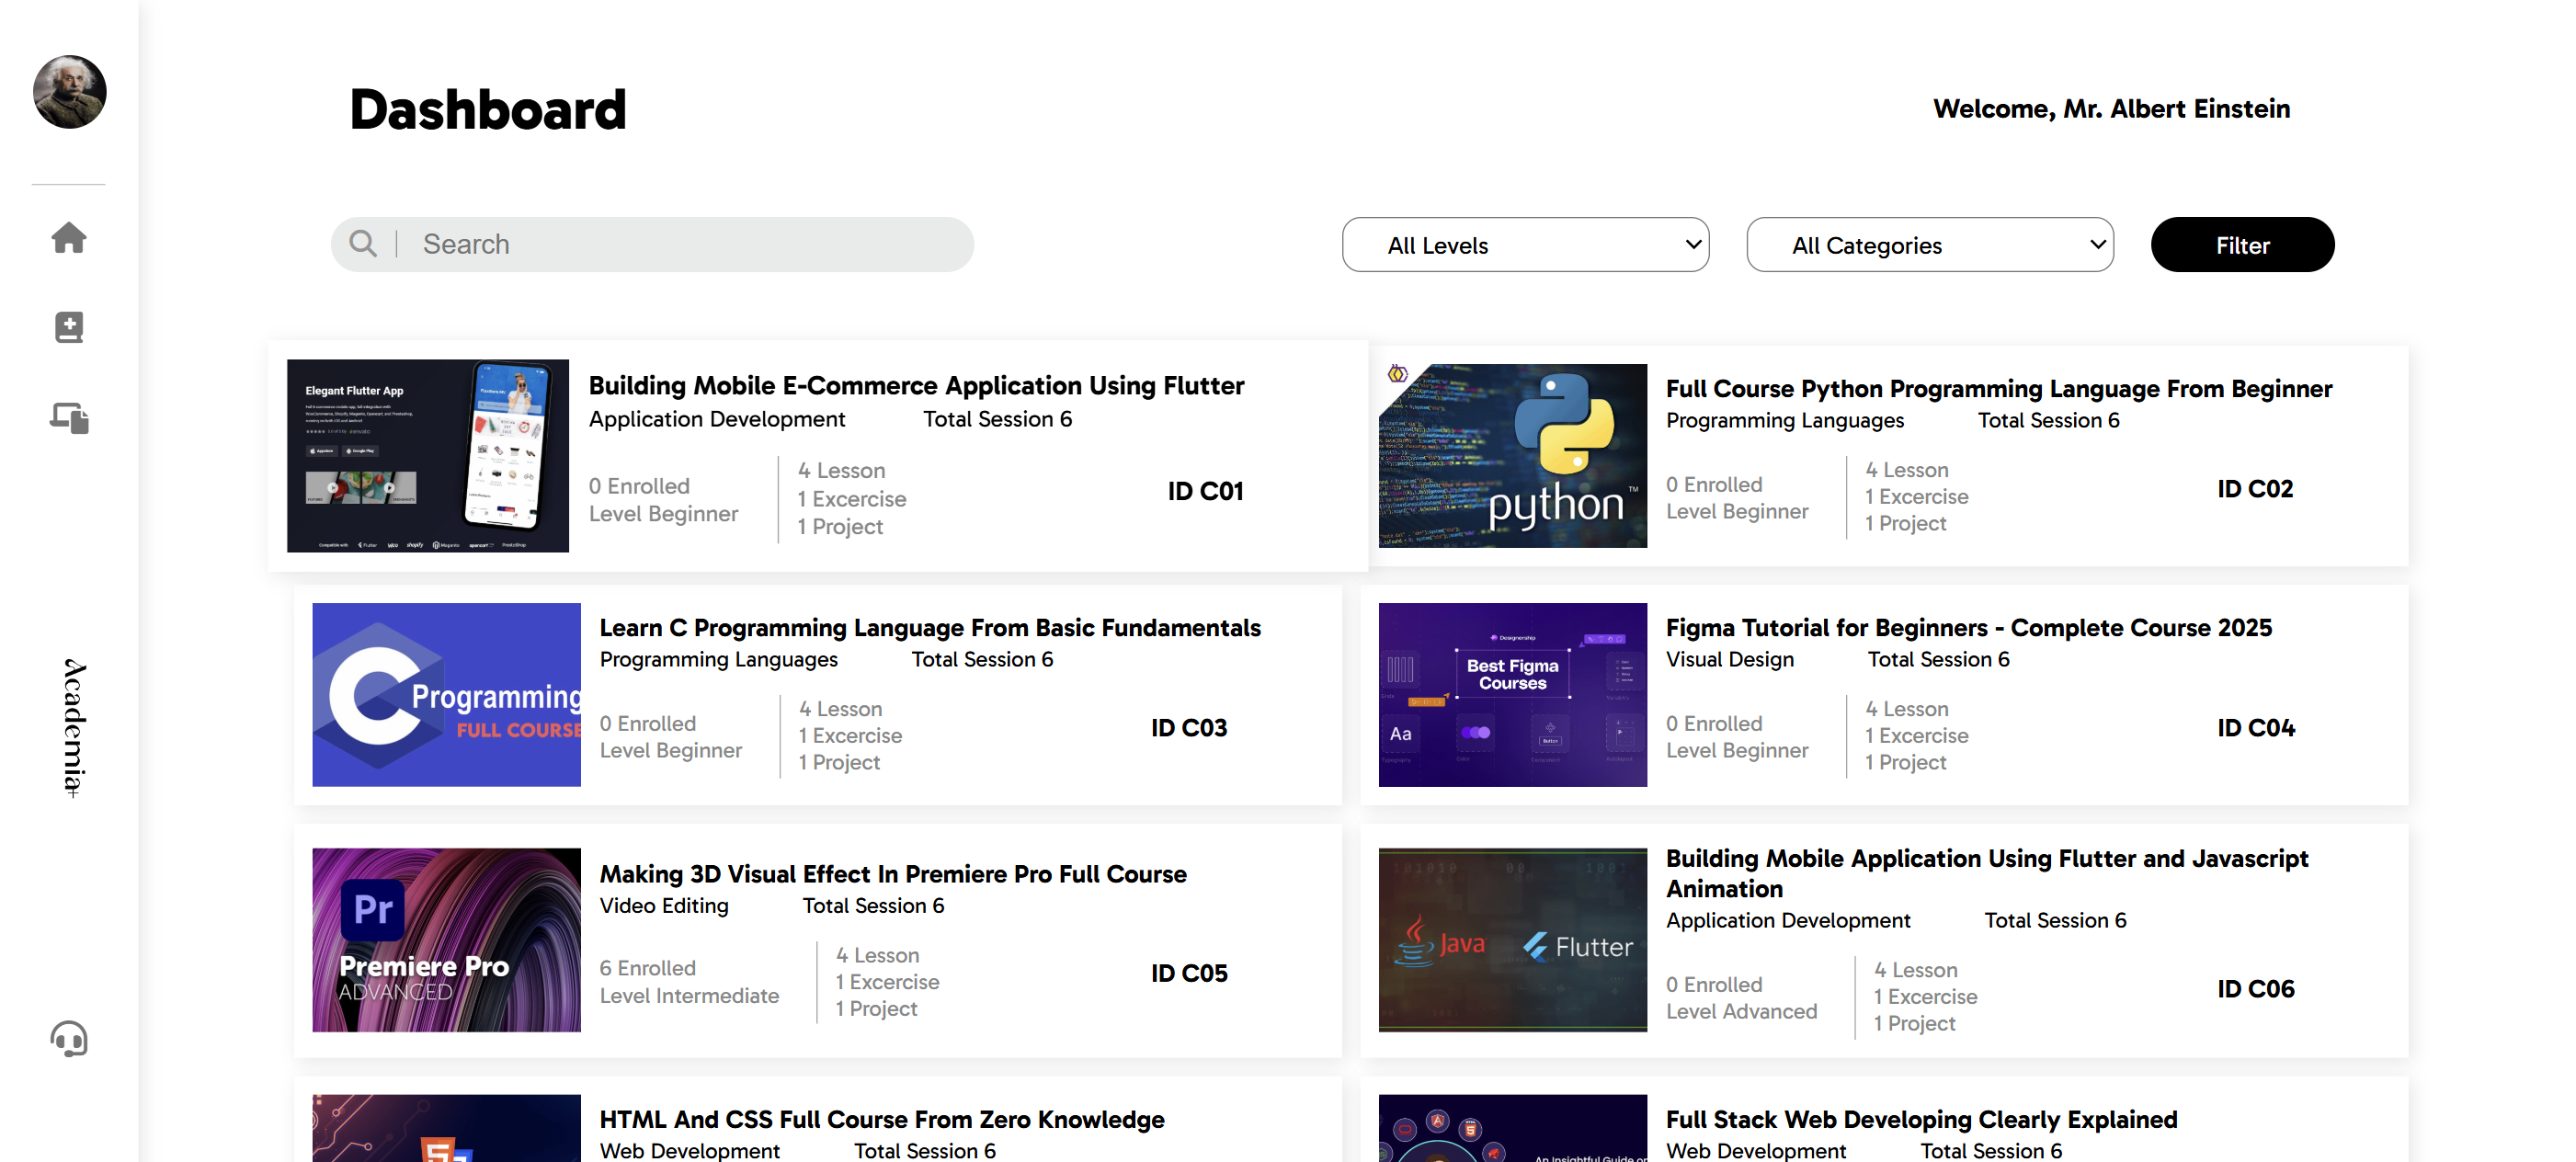 Dashboard
Welcome, Mr. Albert Einstein
Search
All Levels
All Categories
Filter
Elegant Flutter App
Building Mobile E-Commerce Application Using Flutter
Application Development Total Session 6
0 Enrolled
Level Beginner
4 Lesson
1 Excercise
1 Project
ID C01
python™
Full Course Python Programming Language From Beginner
Programming Languages Total Session 6
0 Enrolled
Level Beginner
4 Lesson
1 Excercise
1 Project
ID C02
C Programming
FULL COURSE
Learn C Programming Language From Basic Fundamentals
Programming Languages Total Session 6
0 Enrolled
Level Beginner
4 Lesson
1 Excercise
1 Project
ID C03
Designership
Best Figma
Courses
Aa
Button
Figma Tutorial for Beginners - Complete Course 2025
Visual Design Total Session 6
0 Enrolled
Level Beginner
4 Lesson
1 Excercise
1 Project
ID C04
Academia+
Pr
Premiere Pro
ADVANCED
Making 3D Visual Effect In Premiere Pro Full Course
Video Editing Total Session 6
6 Enrolled
Level Intermediate
4 Lesson
1 Excercise
1 Project
ID C05
Java
Flutter
Building Mobile Application Using Flutter and Javascript
Animation
Application Development Total Session 6
0 Enrolled
Level Advanced
4 Lesson
1 Excercise
1 Project
ID C06
HTML And CSS Full Course From Zero Knowledge
Web Development Total Session 6
An Insightful Guide on
Full Stack Web Developing Clearly Explained
Web Development Total Session 6